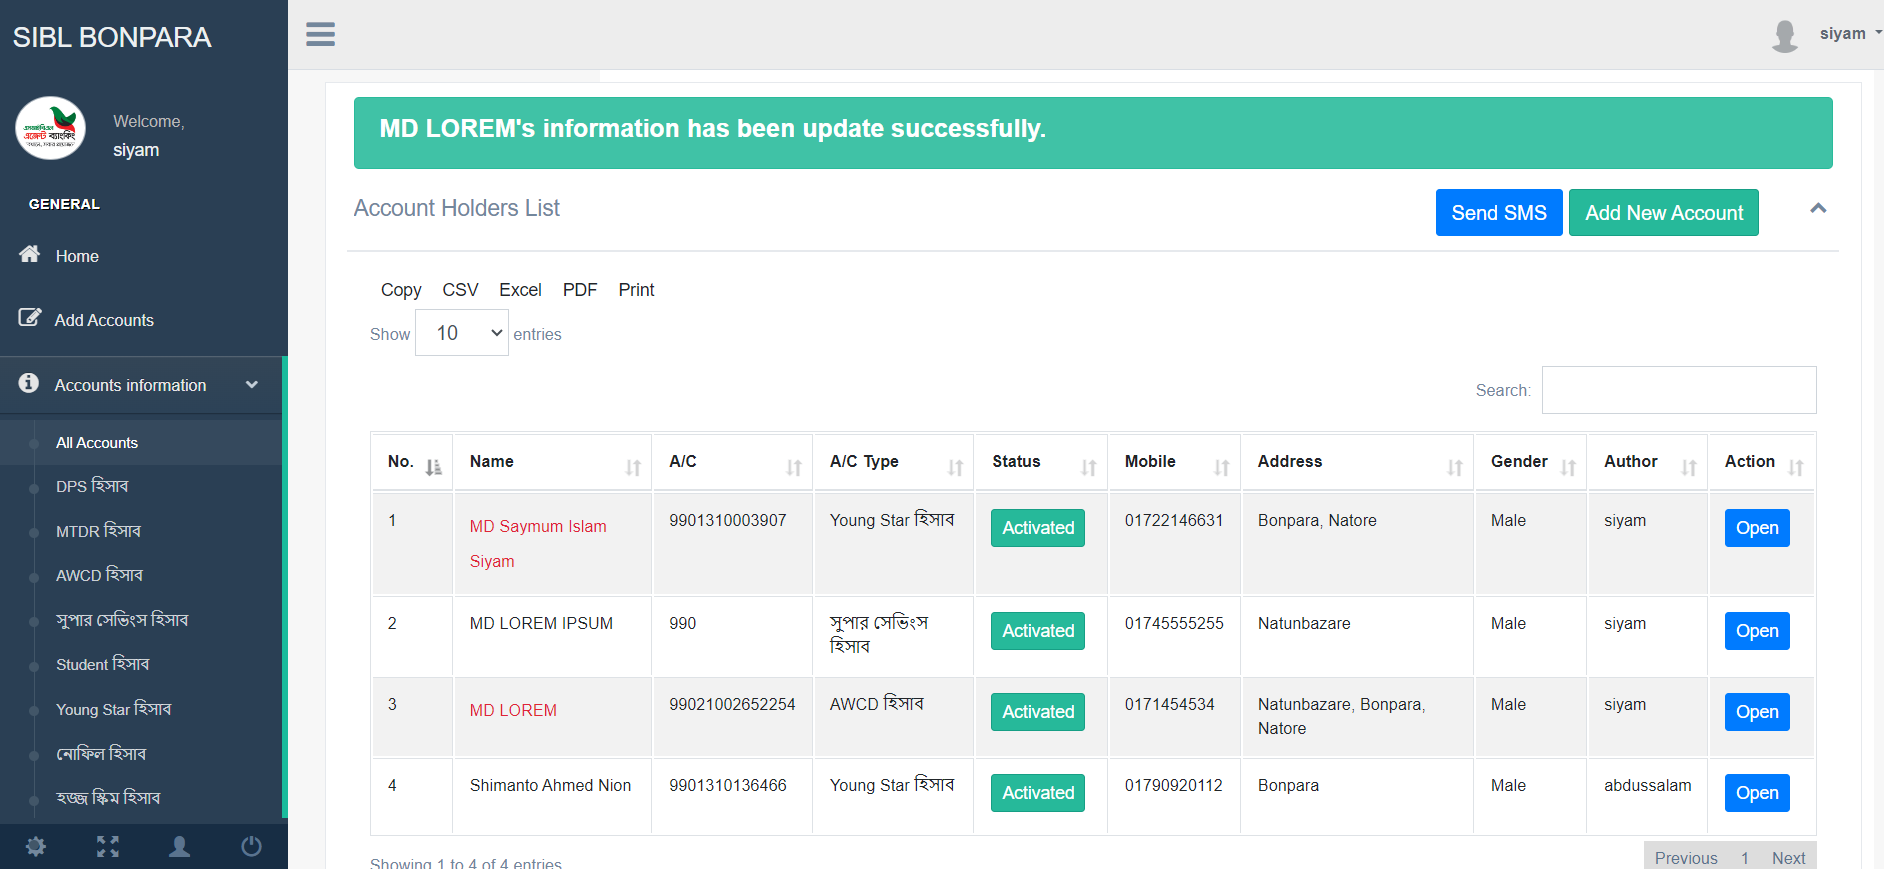 SIBL BONPARA
siyam
এজেন্ট ব্যাংকিং
Welcome,
siyam
GENERAL
Home
Add Accounts
Accounts information
All Accounts
DPS হিসাব
MTDR হিসাব
AWCD হিসাব
সুপার সেভিংস হিসাব
Student হিসাব
Young Star হিসাব
নোফিল হিসাব
হজ্জ স্কিম হিসাব
MD LOREM's information has been update successfully.
Account Holders List
Send SMS Add New Account
Copy CSV Excel PDF Print
Show 10 entries
Search:
No. Name A/C A/C Type Status Mobile Address Gender Author Action
1 MD Saymum Islam 9901310003907 Young Star হিসাব Activated 01722146631 Bonpara, Natore Male siyam Open
Siyam
2 MD LOREM IPSUM 990 সুপার সেভিংস Activated 01745555255 Natunbazare Male siyam Open
হিসাব
3 MD LOREM 99021002652254 AWCD হিসাব Activated 0171454534 Natunbazare, Bonpara, Male siyam Open
Natore
4 Shimanto Ahmed Nion 9901310136466 Young Star হিসাব Activated 01790920112 Bonpara Male abdussalam Open
Showing 1 to 4 of 4 entries
Previous 1 Next